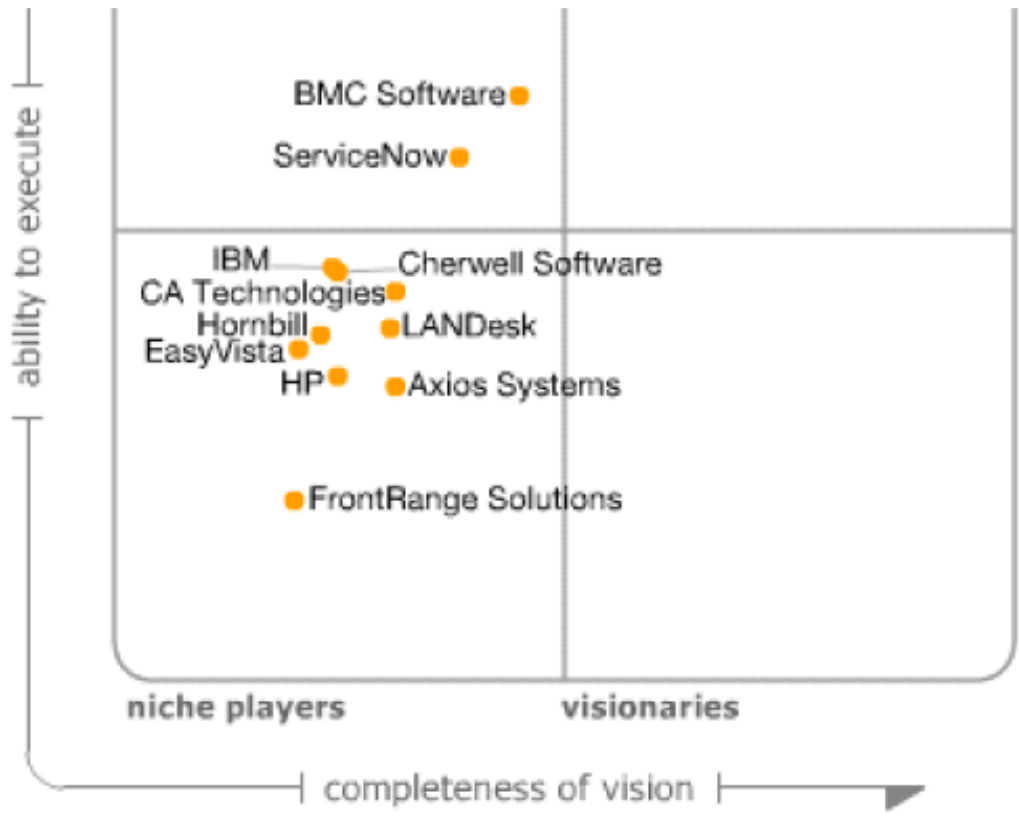 BMC Software
ServiceNow
ability to execute
IBM
Cherwell Software
CA Technologies
Hornbill
LANDesk
EasyVista
HP
Axios Systems
FrontRange Solutions
niche players
visionaries
completeness of vision